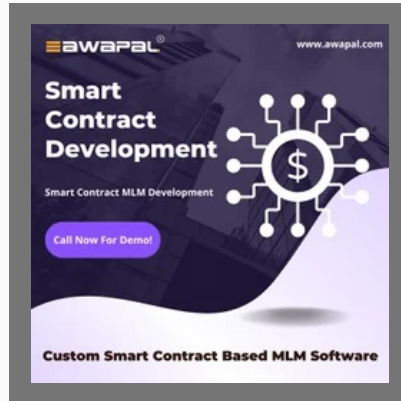 awapal®
www.awapal.com
Smart
Contract
Development
$
Smart Contract MLM Development
Call Now For Demo!
Custom Smart Contract Based MLM Software